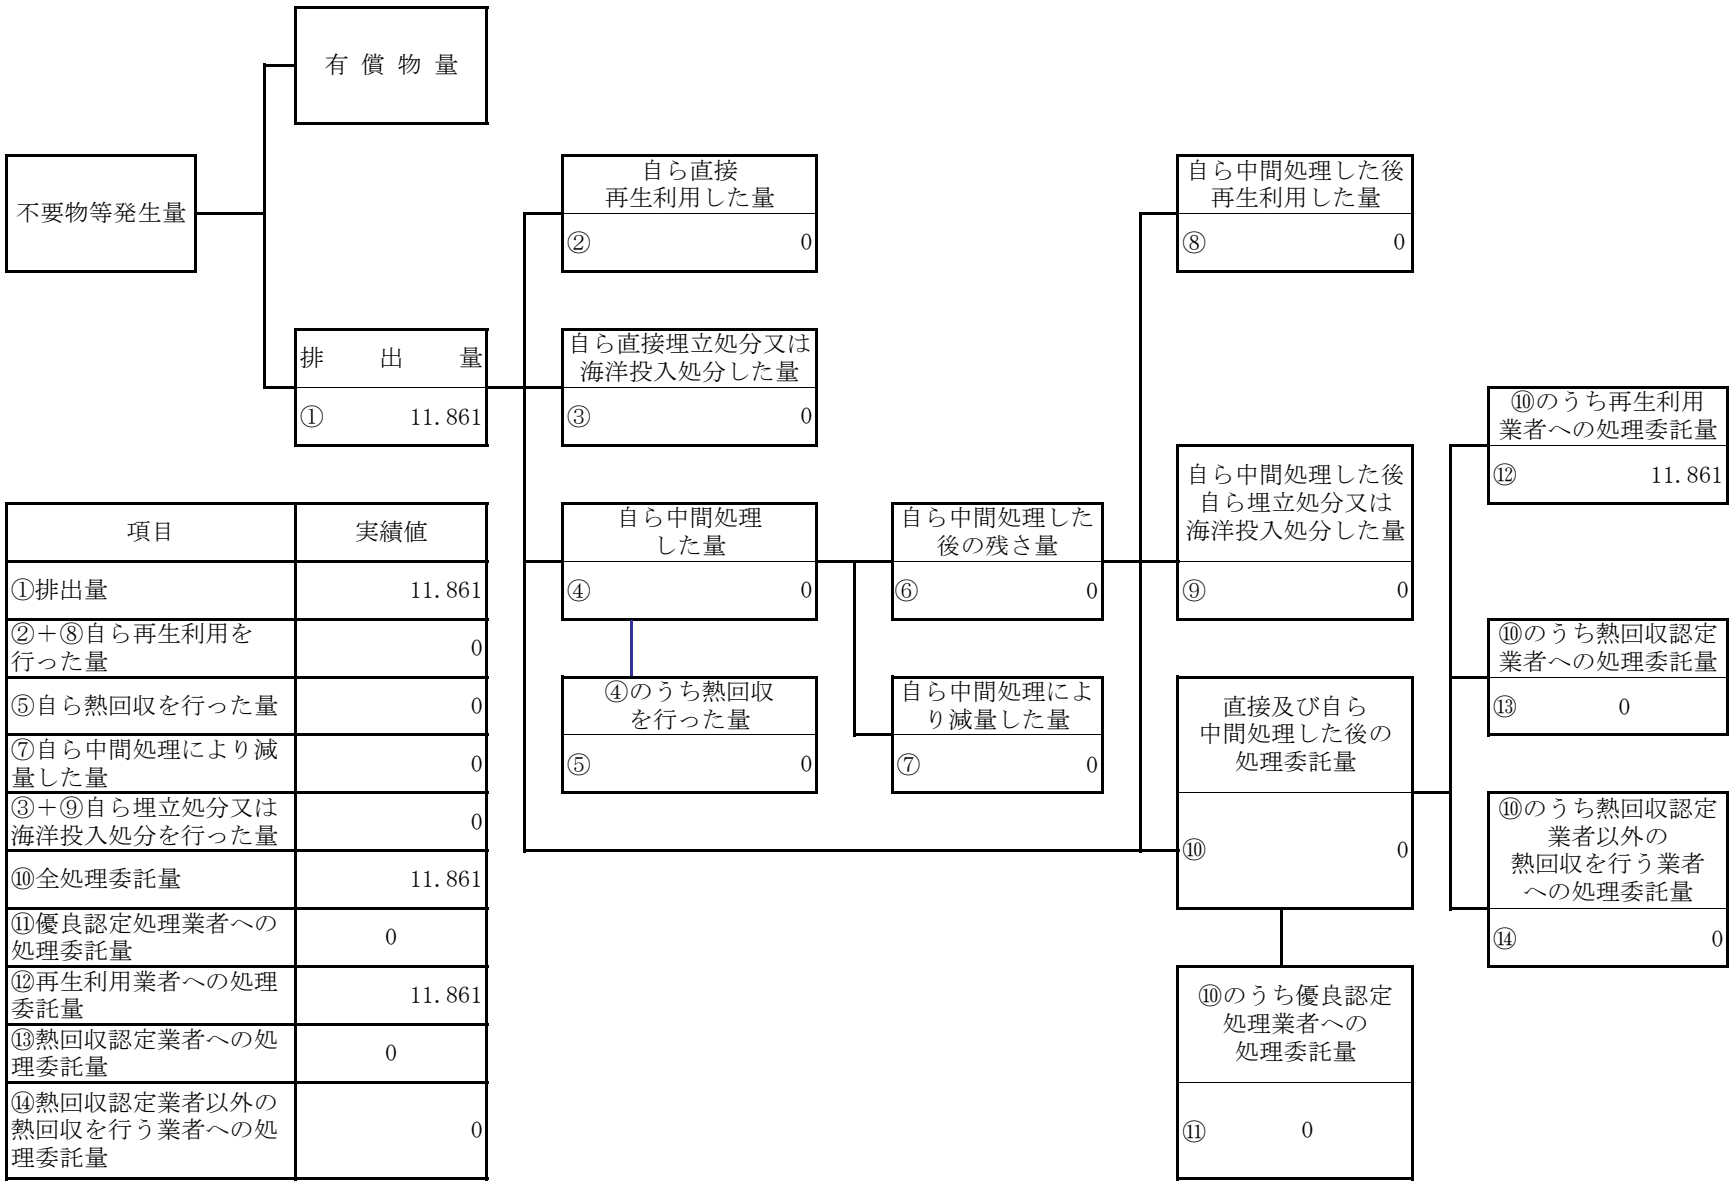 有 償 物 量
不要物等発生量
自ら直接
再生利用した量
② 0
自ら中間処理した後
再生利用した量
⑧ 0
排 出 量
① 11.861
自ら直接埋立処分又は
海洋投入処分した量
③ 0
⑩のうち再生利用
業者への処理委託量
⑫ 11.861
自ら中間処理した後
自ら埋立処分又は
海洋投入処分した量
⑨ 0
自ら中間処理
した量
④ 0
自ら中間処理した
後の残さ量
⑥ 0
⑩のうち熱回収認定
業者への処理委託量
⑬ 0
④のうち熱回収
を行った量
⑤ 0
自ら中間処理によ
り減量した量
⑦ 0
直接及び自ら
中間処理した後の
処理委託量
⑩ 0
⑩のうち熱回収認定
業者以外の
熱回収を行う業者
への処理委託量
⑭ 0
⑩のうち優良認定
処理業者への
処理委託量
⑪ 0
項目 実績値
①排出量 11.861
②＋⑧自ら再生利用を
行った量 0
⑤自ら熱回収を行った量 0
⑦自ら中間処理により減
量した量 0
③＋⑨自ら埋立処分又は
海洋投入処分を行った量 0
⑩全処理委託量 11.861
⑪優良認定処理業者への
処理委託量 0
⑫再生利用業者への処理
委託量 11.861
⑬熱回収認定業者への処
理委託量 0
⑭熱回収認定業者以外の
熱回収を行う業者への処
理委託量 0